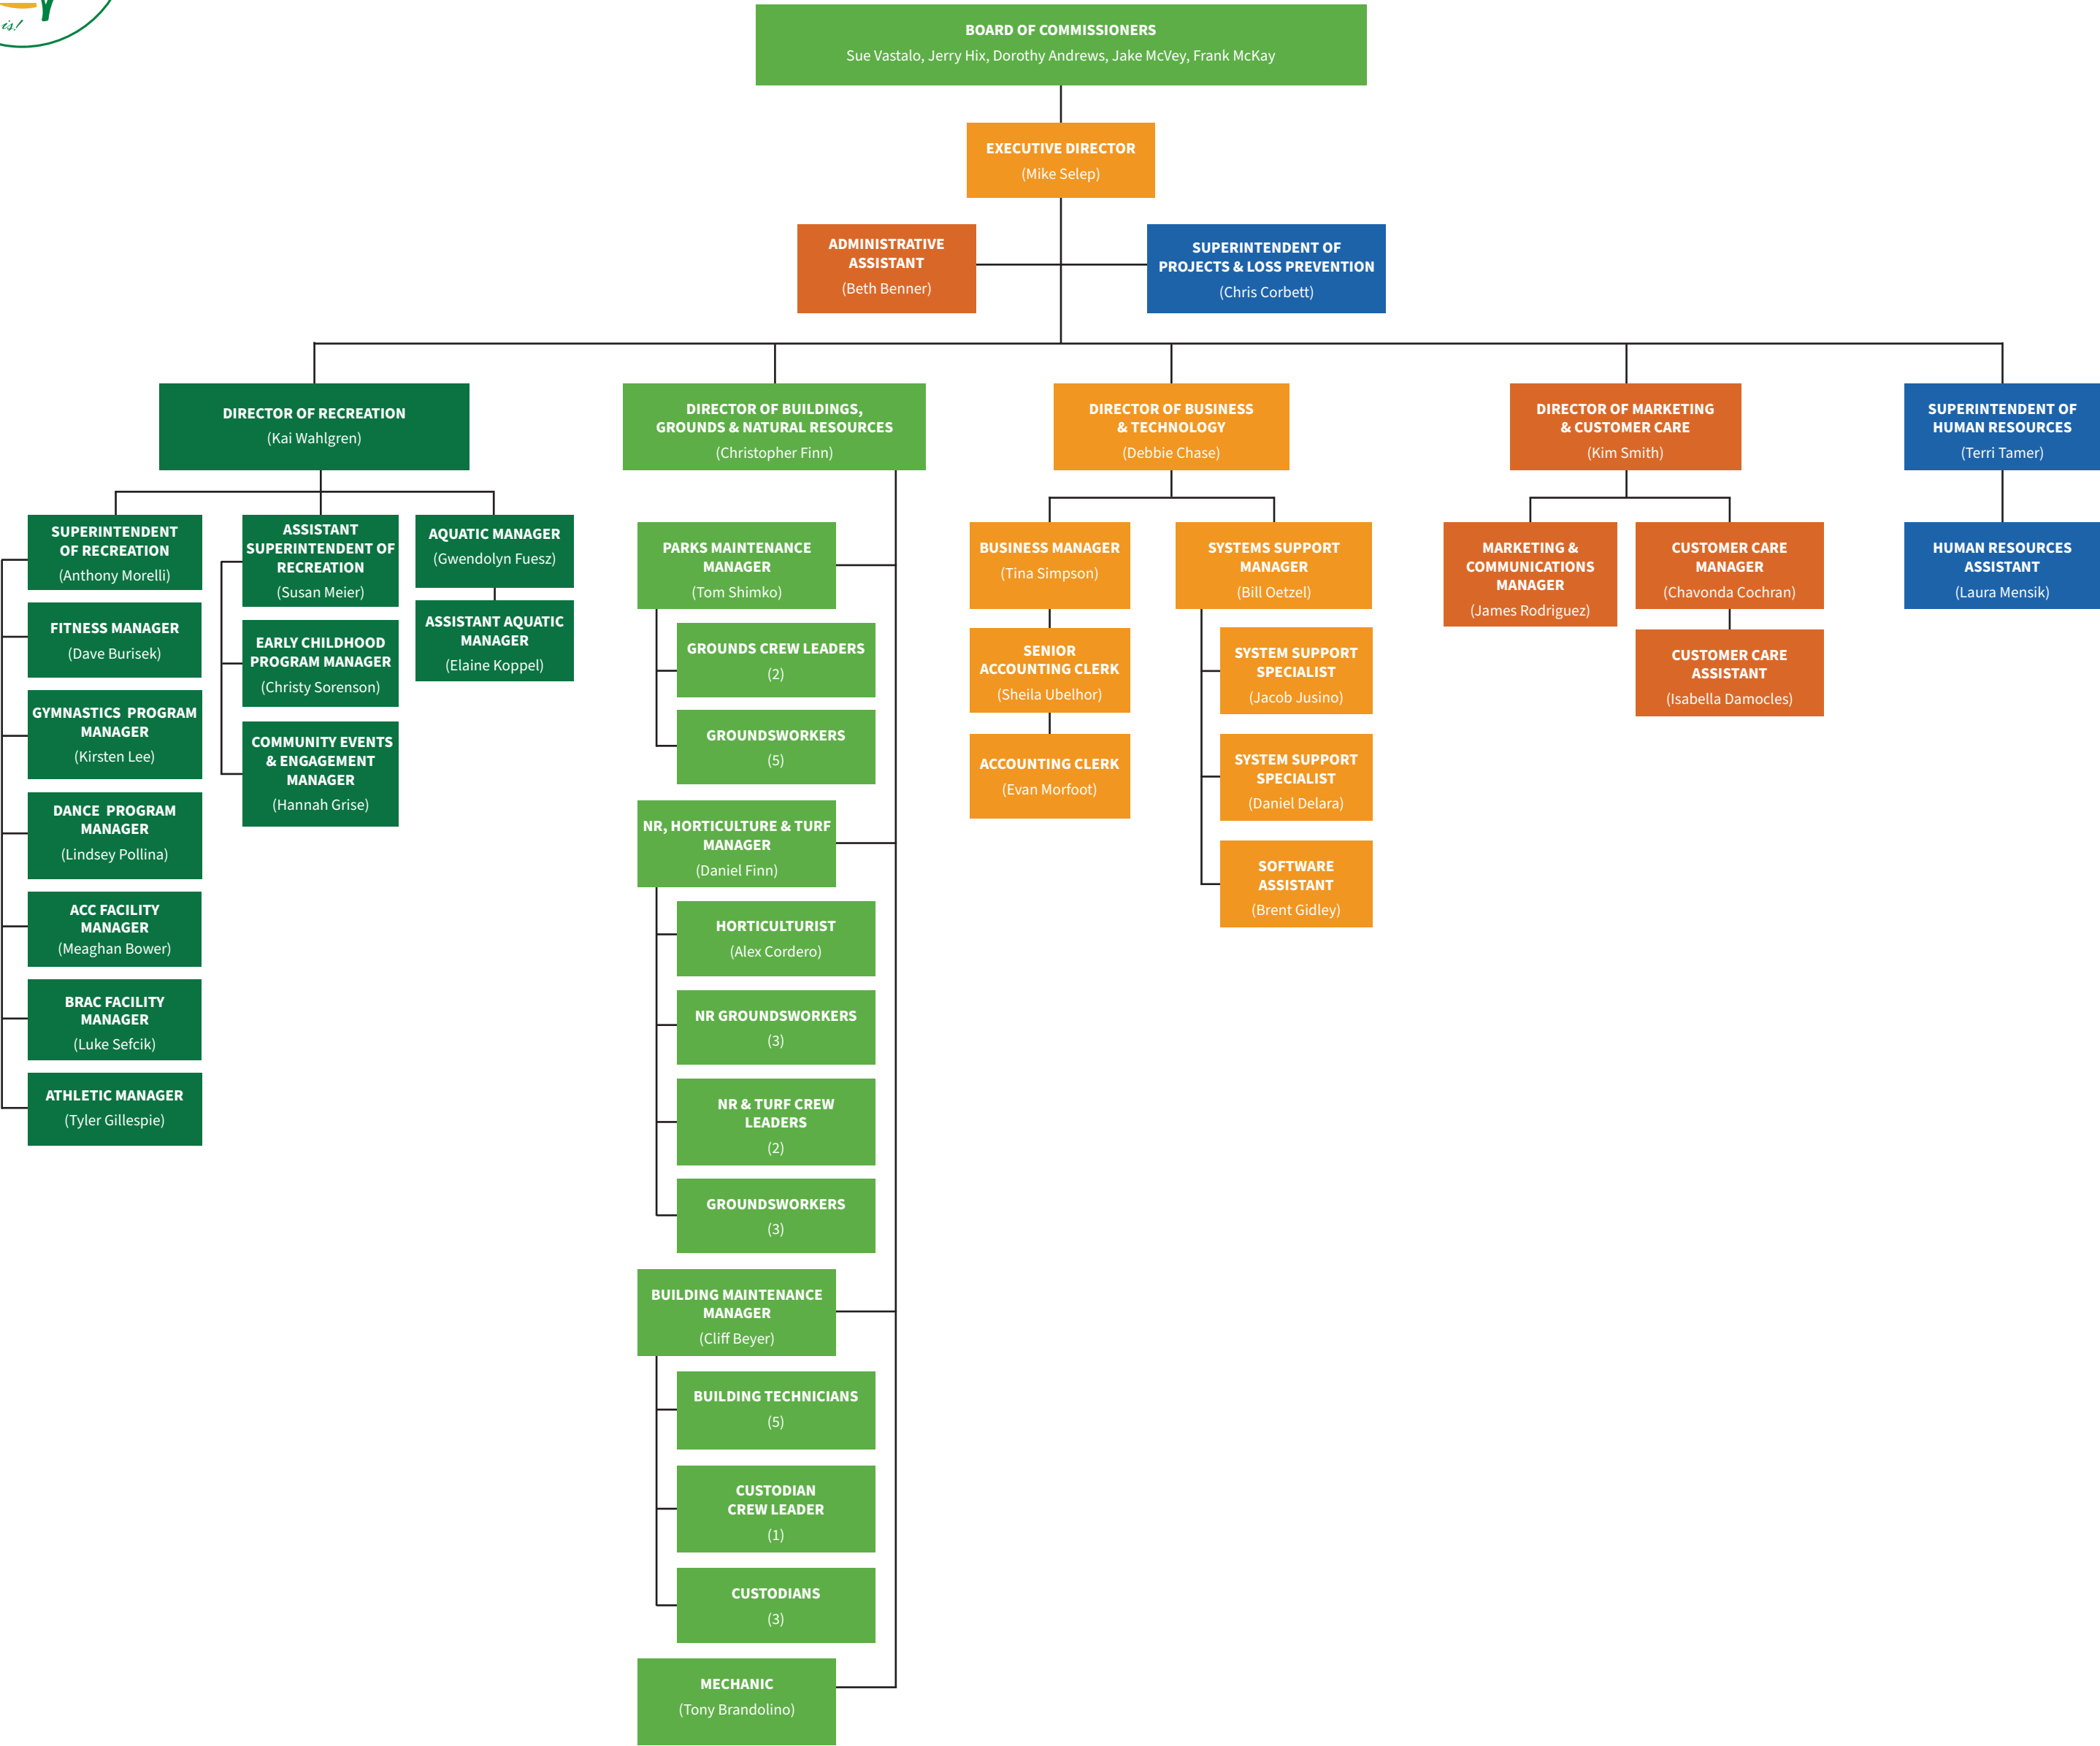 is!
BOARD OF COMMISSIONERS
Sue Vastalo, Jerry Hix, Dorothy Andrews, Jake McVey, Frank McKay
EXECUTIVE DIRECTOR
(Mike Selep)
ADMINISTRATIVE
ASSISTANT
(Beth Benner)
SUPERINTENDENT OF
PROJECTS & LOSS PREVENTION
(Chris Corbett)
DIRECTOR OF RECREATION
(Kai Wahlgren)
SUPERINTENDENT
OF RECREATION
(Anthony Morelli)
FITNESS MANAGER
(Dave Burisek)
GYMNASTICS PROGRAM
MANAGER
(Kirsten Lee)
DANCE PROGRAM
MANAGER
(Lindsey Pollina)
ACC FACILITY
MANAGER
(Meaghan Bower)
BRAC FACILITY
MANAGER
(Luke Sefcik)
ATHLETIC MANAGER
(Tyler Gillespie)
ASSISTANT
SUPERINTENDENT OF
RECREATION
(Susan Meier)
EARLY CHILDHOOD
PROGRAM MANAGER
(Christy Sorenson)
COMMUNITY EVENTS
& ENGAGEMENT
MANAGER
(Hannah Grise)
AQUATIC MANAGER
(Gwendolyn Fuesz)
ASSISTANT AQUATIC
MANAGER
(Elaine Koppel)
DIRECTOR OF BUILDINGS,
GROUNDS & NATURAL RESOURCES
(Christopher Finn)
PARKS MAINTENANCE
MANAGER
(Tom Shimko)
GROUNDS CREW LEADERS
(2)
GROUNDSWORKERS
(5)
NR, HORTICULTURE & TURF
MANAGER
(Daniel Finn)
HORTICULTURIST
(Alex Cordero)
NR GROUNDSWORKERS
(3)
NR & TURF CREW
LEADERS
(2)
GROUNDSWORKERS
(3)
BUILDING MAINTENANCE
MANAGER
(Cliff Beyer)
BUILDING TECHNICIANS
(5)
CUSTODIAN
CREW LEADER
(1)
CUSTODIANS
(3)
MECHANIC
(Tony Brandolino)
DIRECTOR OF BUSINESS
& TECHNOLOGY
(Debbie Chase)
BUSINESS MANAGER
(Tina Simpson)
SENIOR
ACCOUNTING CLERK
(Sheila Ubelhor)
ACCOUNTING CLERK
(Evan Morfoot)
SYSTEMS SUPPORT
MANAGER
(Bill Oetzel)
SYSTEM SUPPORT
SPECIALIST
(Jacob Jusino)
SYSTEM SUPPORT
SPECIALIST
(Daniel Delara)
SOFTWARE
ASSISTANT
(Brent Gidley)
DIRECTOR OF MARKETING
& CUSTOMER CARE
(Kim Smith)
MARKETING &
COMMUNICATIONS
MANAGER
(James Rodriguez)
CUSTOMER CARE
MANAGER
(Chavonda Cochran)
CUSTOMER CARE
ASSISTANT
(Isabella Damocles)
SUPERINTENDENT OF
HUMAN RESOURCES
(Terri Tamer)
HUMAN RESOURCES
ASSISTANT
(Laura Mensik)